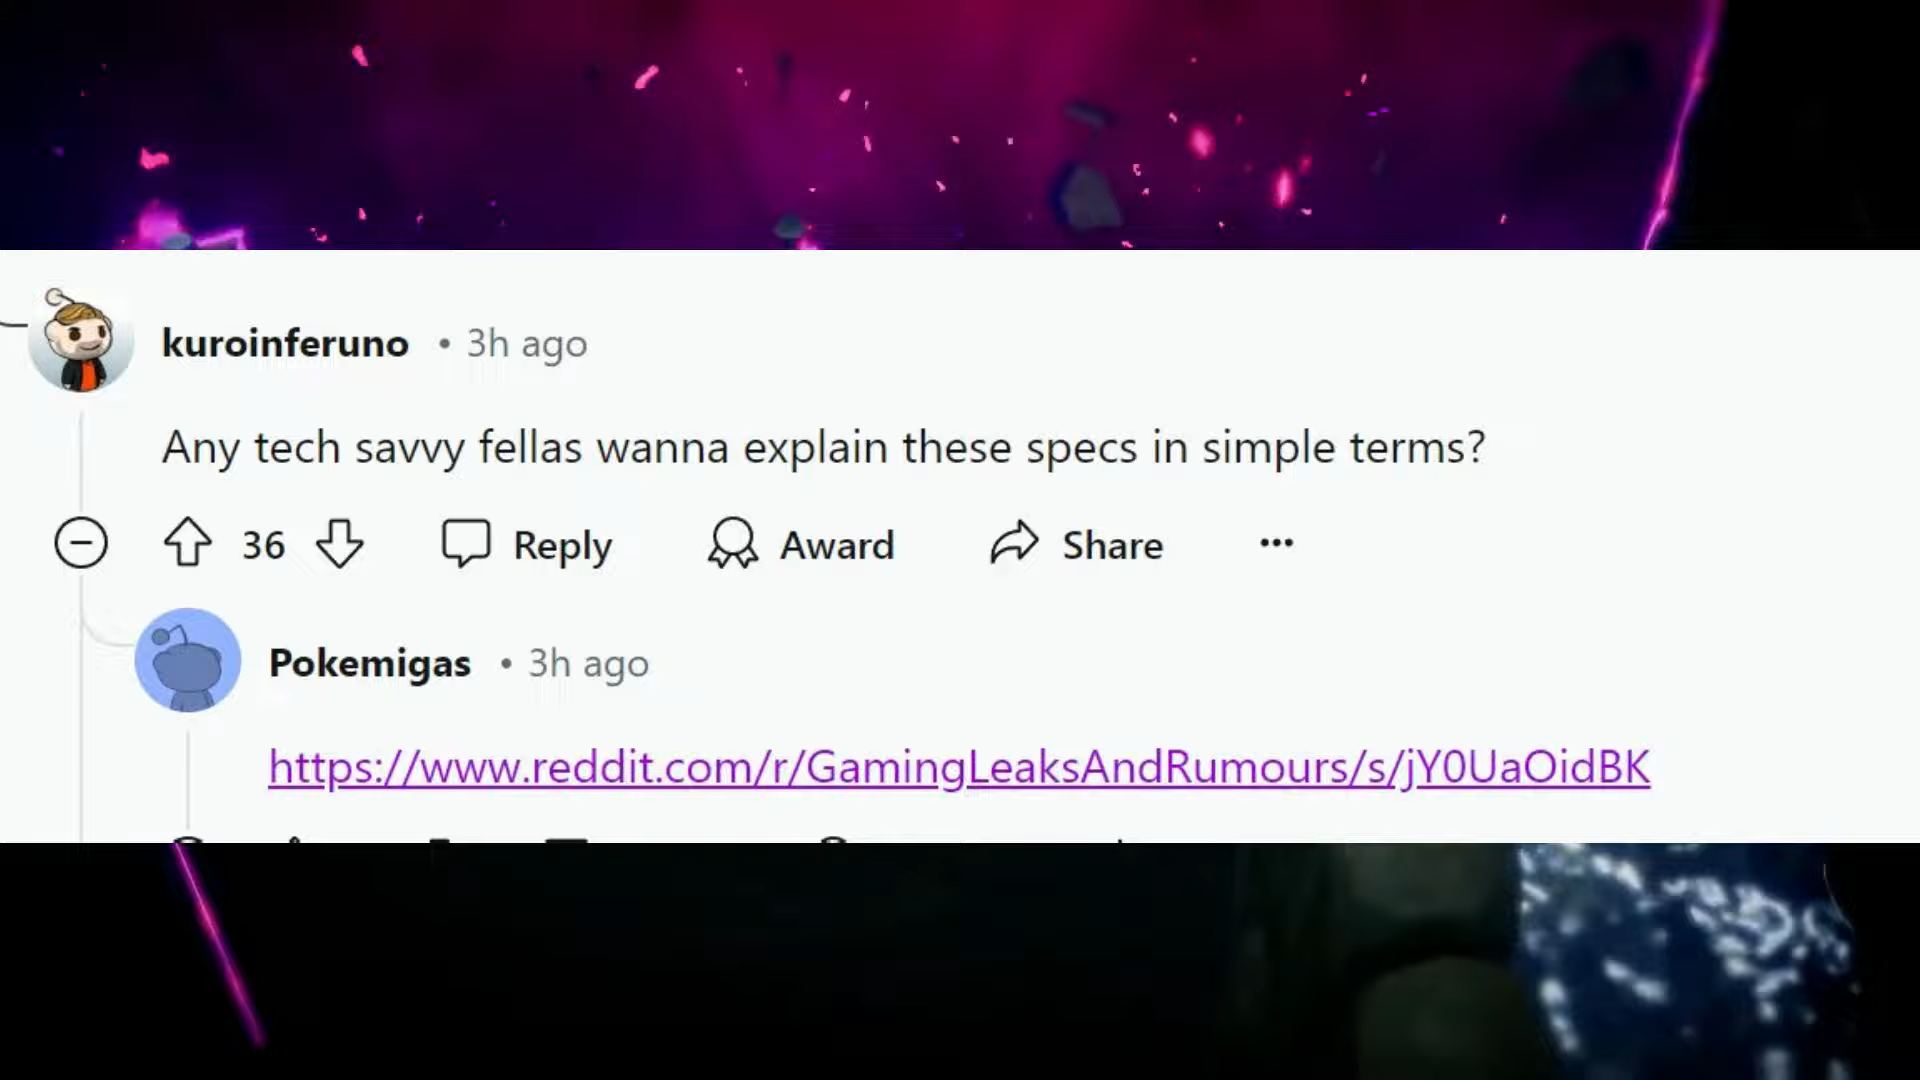 kuroinferuno • 3h ago
Any tech savvy fellas wanna explain these specs in simple terms?
36 Reply Award Share ...
Pokemigas • 3h ago
https://www.reddit.com/r/GamingLeaksAndRumours/s/jY0UaOidBK